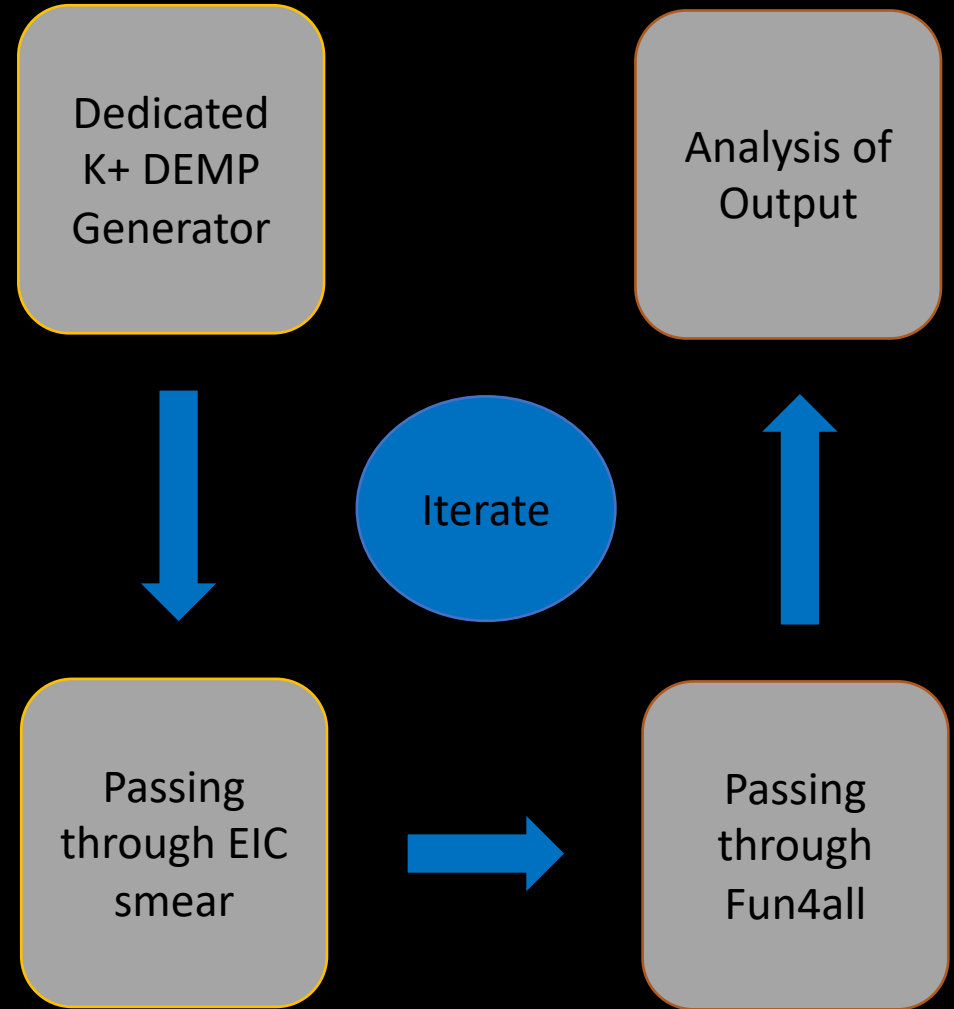 Dedicated
K+ DEMP
Generator
Analysis of
Output
Iterate
Passing
through EIC
smear
Passing
through
Fun4all